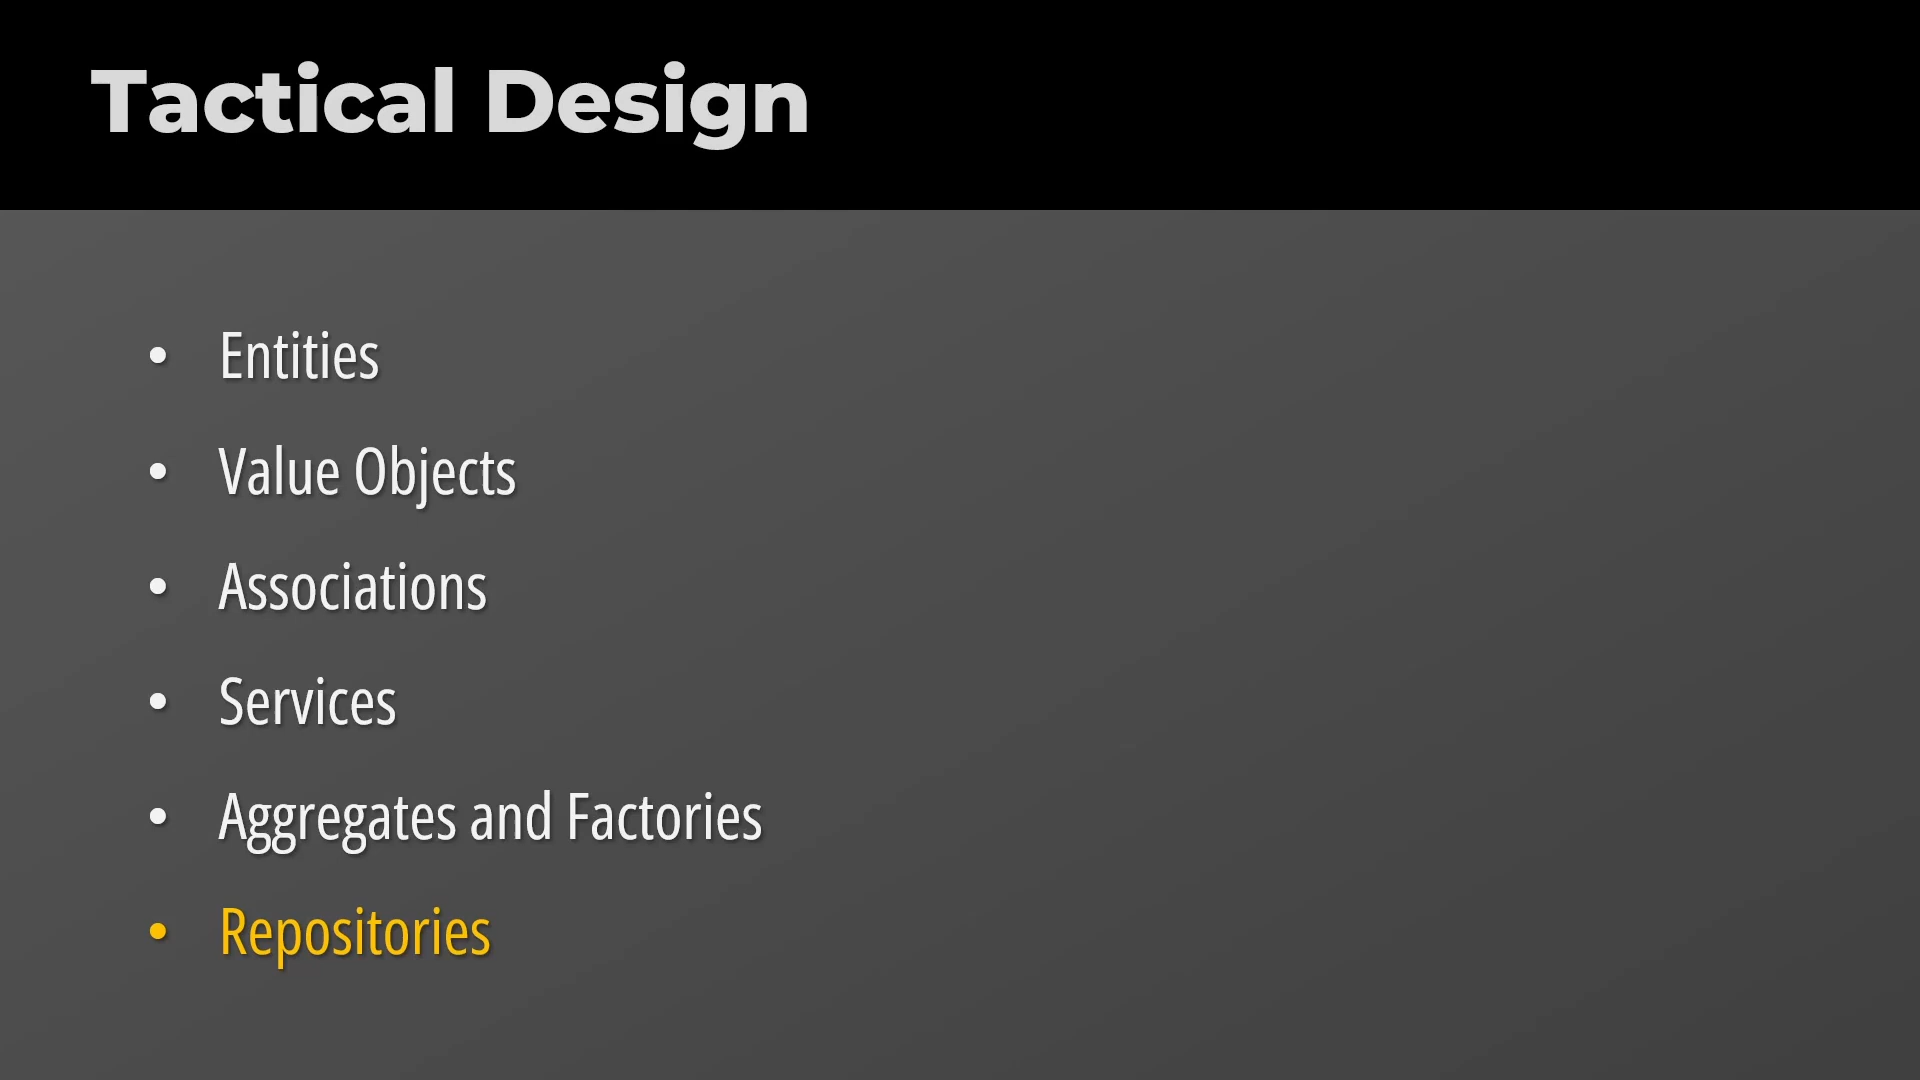 Tactical Design
• Entities
• Value Objects
• Associations
• Services
• Aggregates and Factories
• Repositories